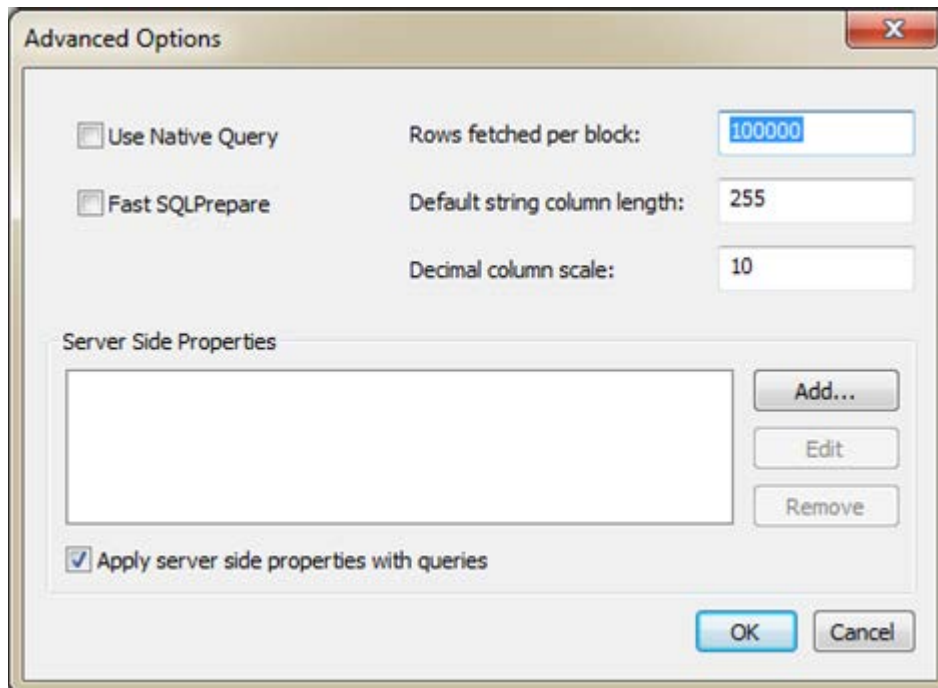 Advanced Options
Use Native Query
Rows fetched per block:
100000
Fast SQLPrepare
Default string column length:
255
Decimal column scale:
10
Server Side Properties
Add...
Edit
Remove
Apply server side properties with queries
OK
Cancel